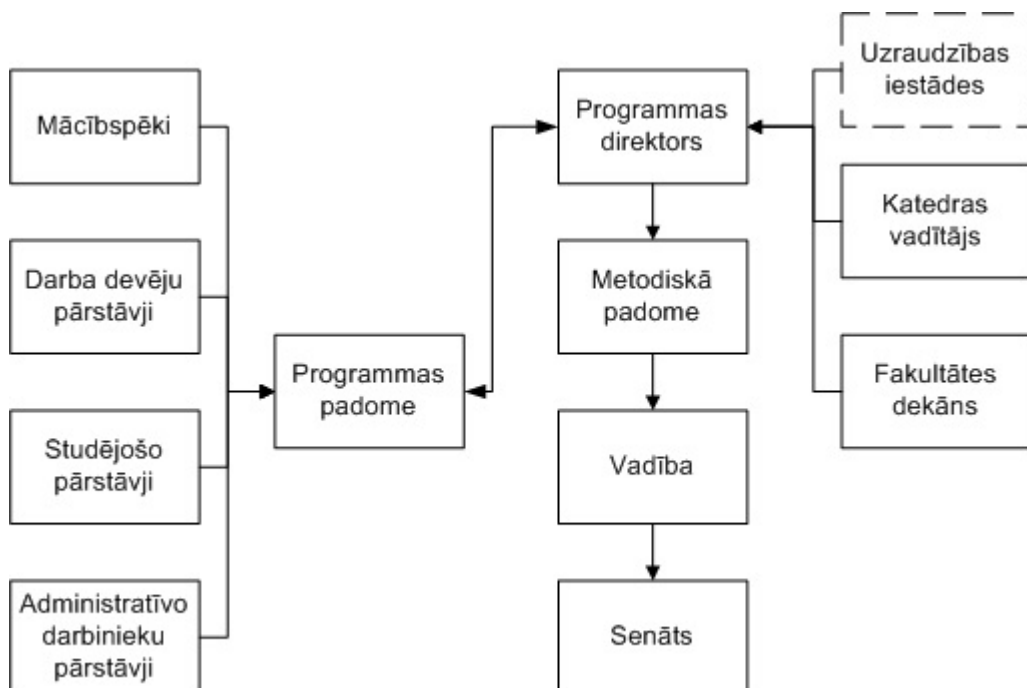 Mācībspēki
Darba devēju
pārstāvji
Studējošo
pārstāvji
Administratīvo
darbinieku
pārstāvji
Programmas
padome
Programmas
direktors
Metodiskā
padome
Vadība
Senāts
Uzraudzības
iestādes
Katedras
vadītājs
Fakultātes
dekāns